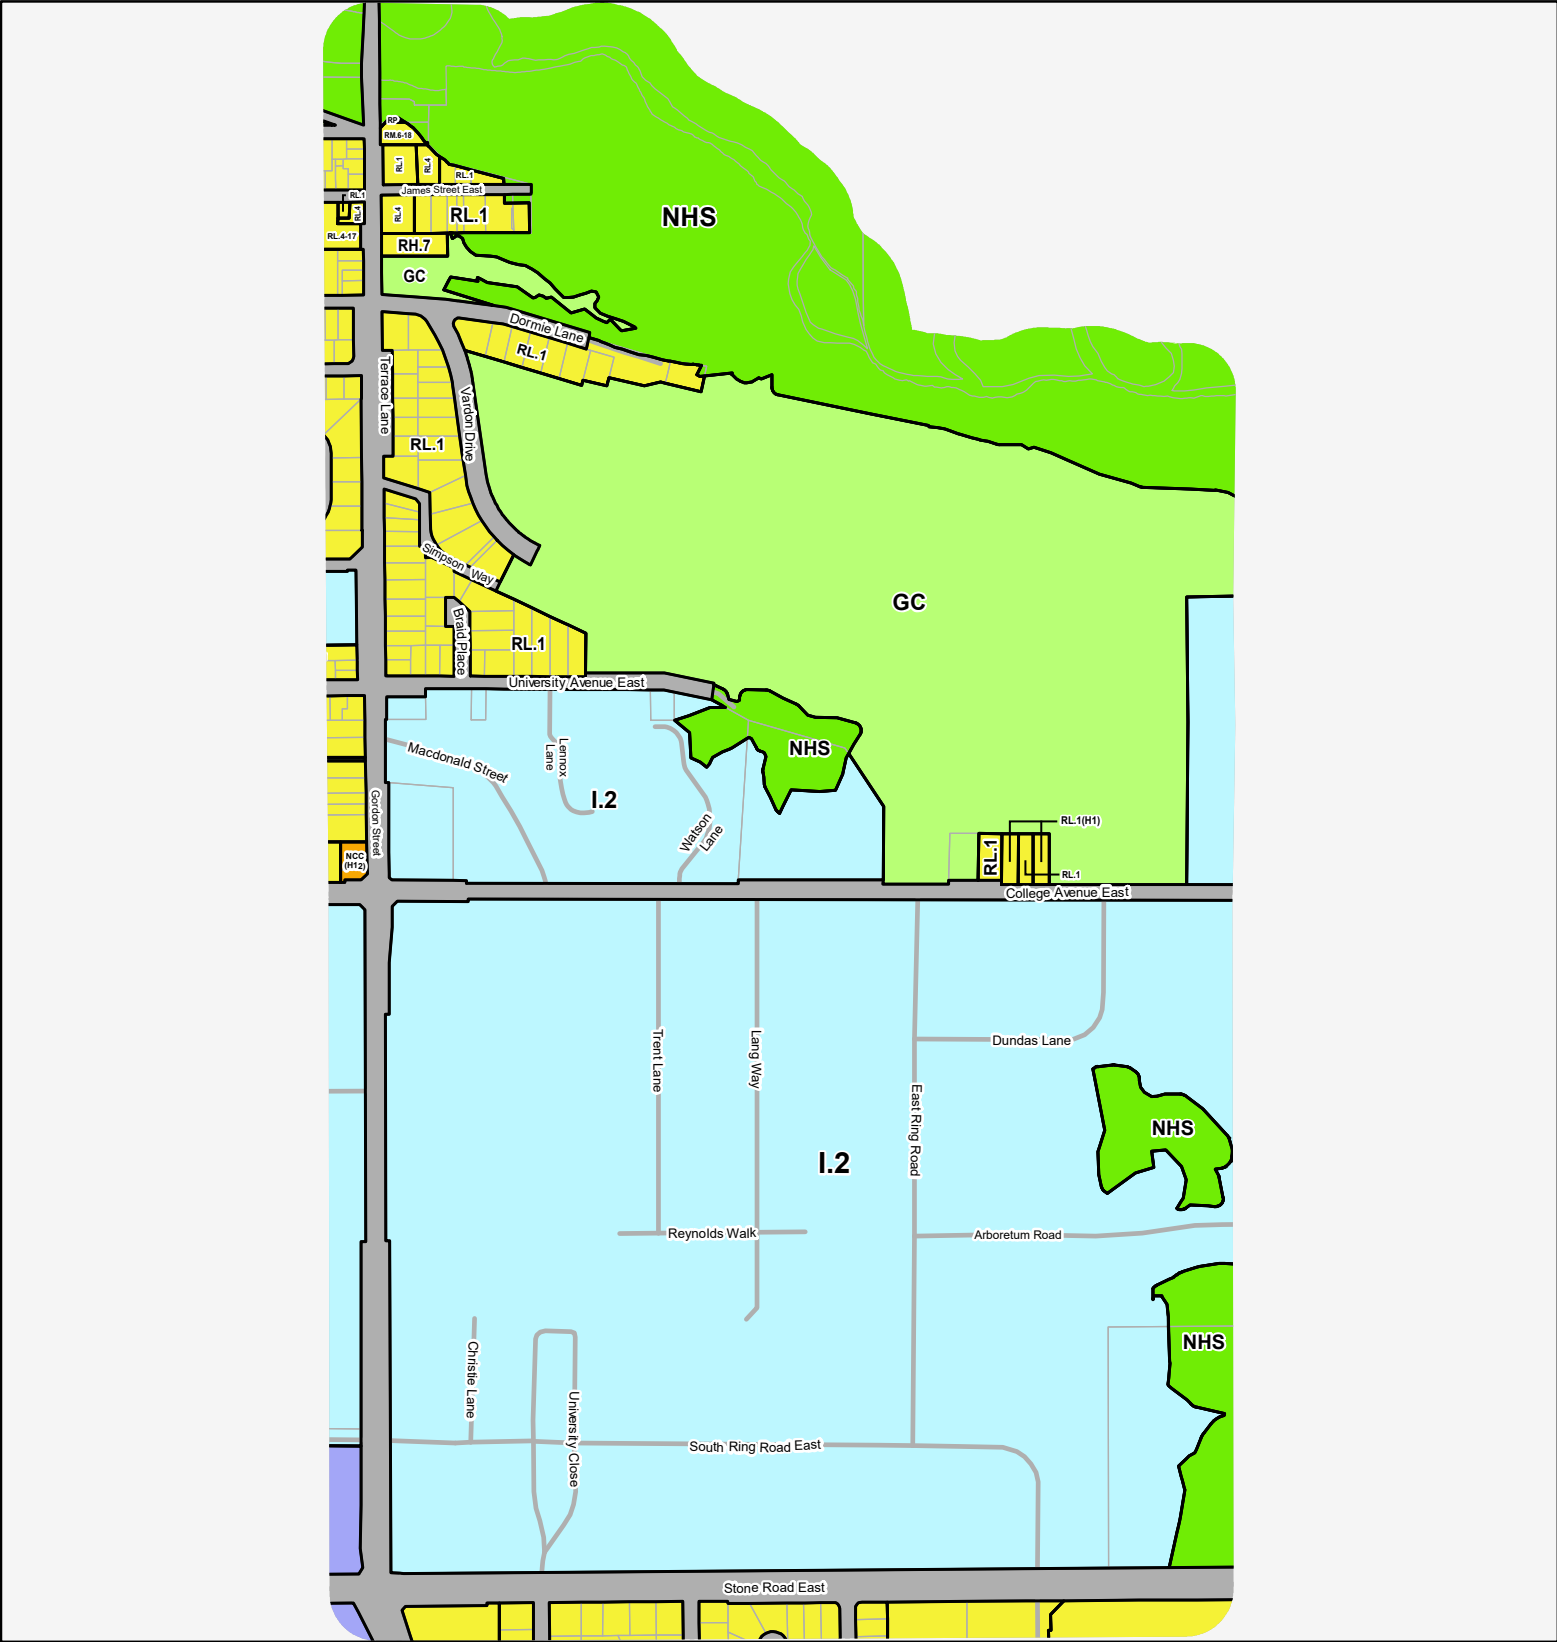 RP
RM.6-18
RL.1
RL.4
RL.1
James Street East
RL.1
RL.4
RL.4
RL.1
NHS
RL.4-17
RH.7
GC
Dormie Lane
RL.1
Terrace Lane
Vardon Drive
RL.1
Simpson Way
GC
Braid Place
RL.1
University Avenue East
Macdonald Street
Lennox
Lane
NHS
I.2
Watson
Lane
Gordon Street
NCC
(H12)
RL.1(H1)
RL.1
RL.1
College Avenue East
Trent Lane
Lang Way
Dundas Lane
East Ring Road
NHS
I.2
Reynolds Walk
Arboretum Road
Christie Lane
NHS
University Close
South Ring Road East
Stone Road East